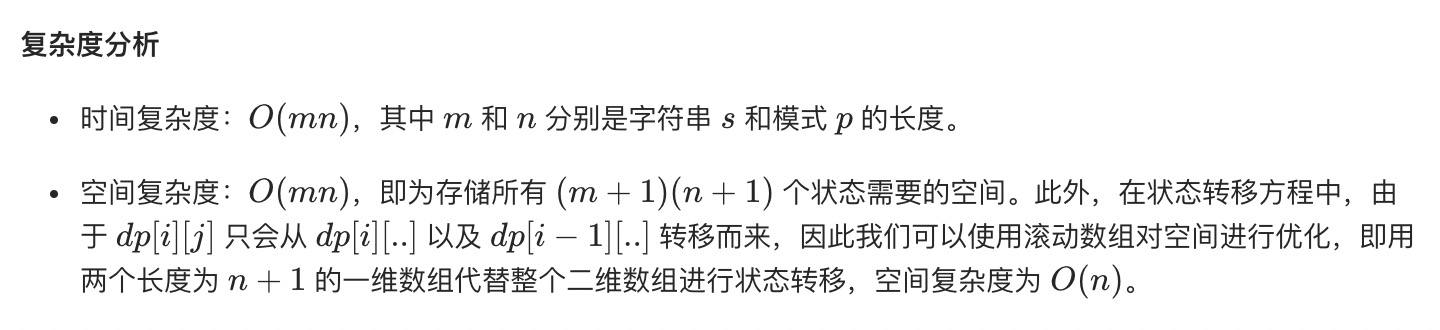 复杂度分析
• 时间复杂度：O(mn)，其中 m 和 n 分别是字符串 s 和模式 p 的长度。
• 空间复杂度：O(mn)，即为存储所有 (m + 1)(n + 1) 个状态需要的空间。此外，在状态转移方程中，由
于 dp[i][j] 只会从 dp[i][..] 以及 dp[i − 1][..] 转移而来，因此我们可以使用滚动数组对空间进行优化，即用
两个长度为 n + 1 的一维数组代替整个二维数组进行状态转移，空间复杂度为 O(n)。